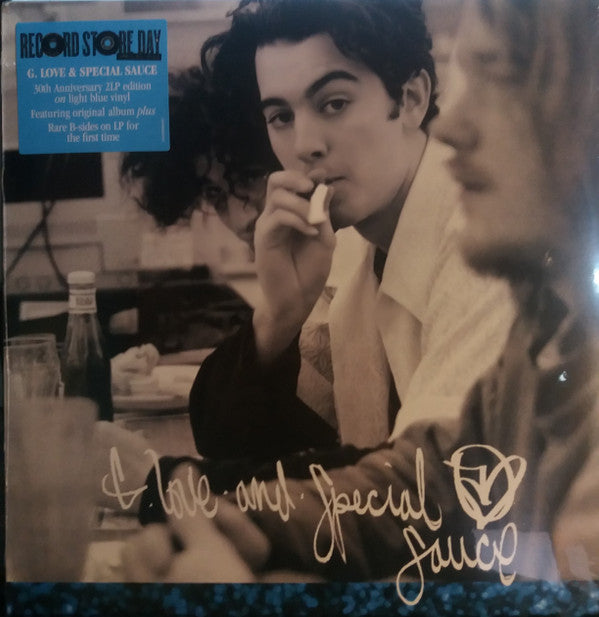 RECORD STORE DAY
G. LOVE & SPECIAL SAUCE
30th Anniversary 2LP edition
on light blue vinyl
Featuring original album plus
Rare B-sides on LP for
the first time
G. Love and Special
Sauce